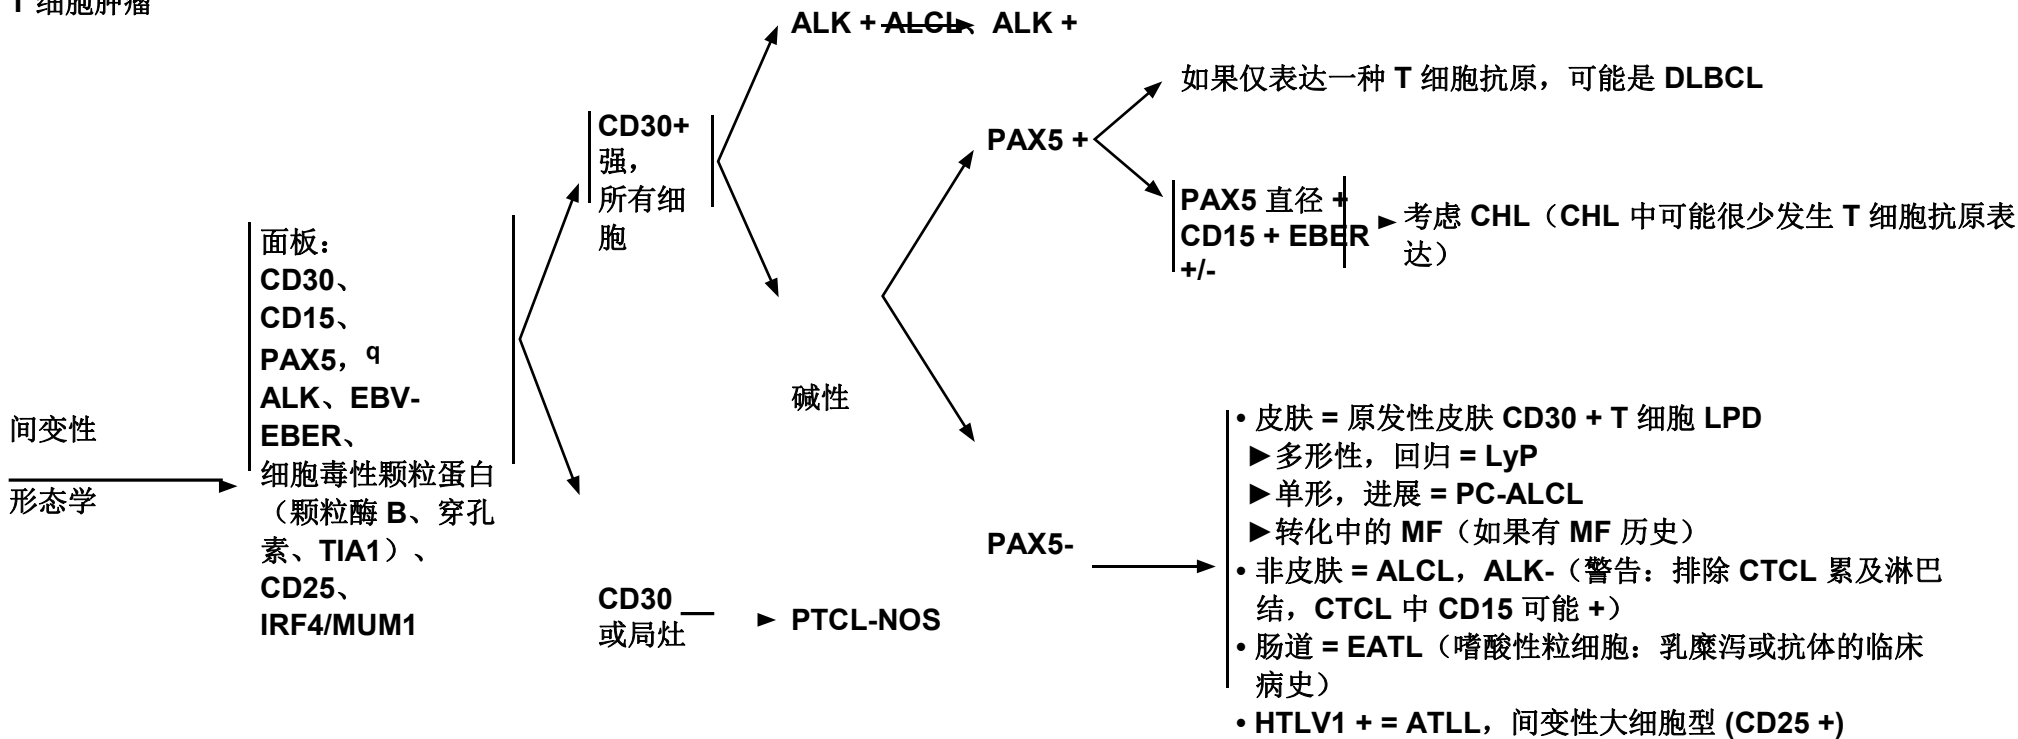 T 细胞肿瘤
间变性
形态学
面板：
CD30、
CD15、
PAX5，q
ALK、EBV-
EBER、
细胞毒性颗粒蛋白
（颗粒酶 B、穿孔
素、TIA1）、
CD25、
IRF4/MUM1
CD30+
强，
所有细
胞
CD30
或局灶
PTCL-NOS
ALK + ALCL、 ALK +
碱性
PAX5 +
如果仅表达一种 T 细胞抗原，可能是 DLBCL
PAX5 直径 +
CD15 + EBER
+/-
考虑 CHL（CHL 中可能很少发生 T 细胞抗原表
达）
PAX5-
• 皮肤 = 原发性皮肤 CD30 + T 细胞 LPD
►多形性，回归 = LyP
►单形，进展 = PC-ALCL
►转化中的 MF（如果有 MF 历史）
• 非皮肤 = ALCL，ALK-（警告：排除 CTCL 累及淋巴
结，CTCL 中 CD15 可能 +）
• 肠道 = EATL（嗜酸性粒细胞：乳糜泻或抗体的临床
病史）
• HTLV1 + = ATLL，间变性大细胞型 (CD25 +)